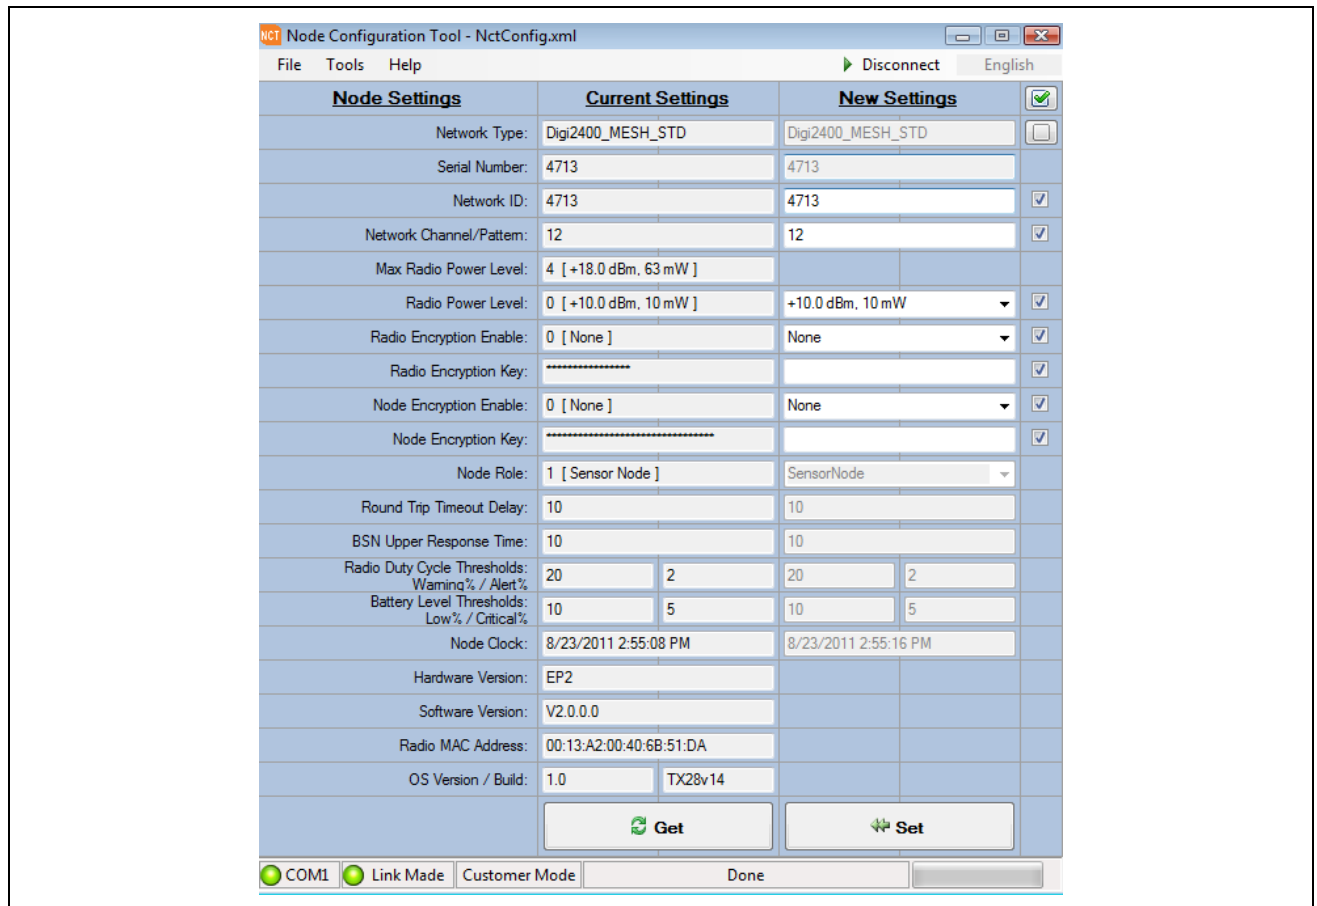 NCT Node Configuration Tool - NctConfig.xml
File Tools Help Disconnect English
Node Settings Current Settings New Settings
Network Type: Digi2400_MESH_STD Digi2400_MESH_STD
Serial Number: 4713 4713
Network ID: 4713 4713
Network Channel/Pattern: 12 12
Max Radio Power Level: 4 [ +18.0 dBm, 63 mW ]
Radio Power Level: 0 [ +10.0 dBm, 10 mW ] +10.0 dBm, 10 mW
Radio Encryption Enable: 0 [ None ] None
Radio Encryption Key: ****************
Node Encryption Enable: 0 [ None ] None
Node Encryption Key: ********************************
Node Role: 1 [ Sensor Node ] SensorNode
Round Trip Timeout Delay: 10 10
BSN Upper Response Time: 10 10
Radio Duty Cycle Thresholds:
Warning% / Alert% 20 2 20 2
Battery Level Thresholds:
Low% / Critical% 10 5 10 5
Node Clock: 8/23/2011 2:55:08 PM 8/23/2011 2:55:16 PM
Hardware Version: EP2
Software Version: V2.0.0.0
Radio MAC Address: 00:13:A2:00:40:6B:51:DA
OS Version / Build: 1.0 TX28v14
Get Set
COM1 Link Made Customer Mode Done